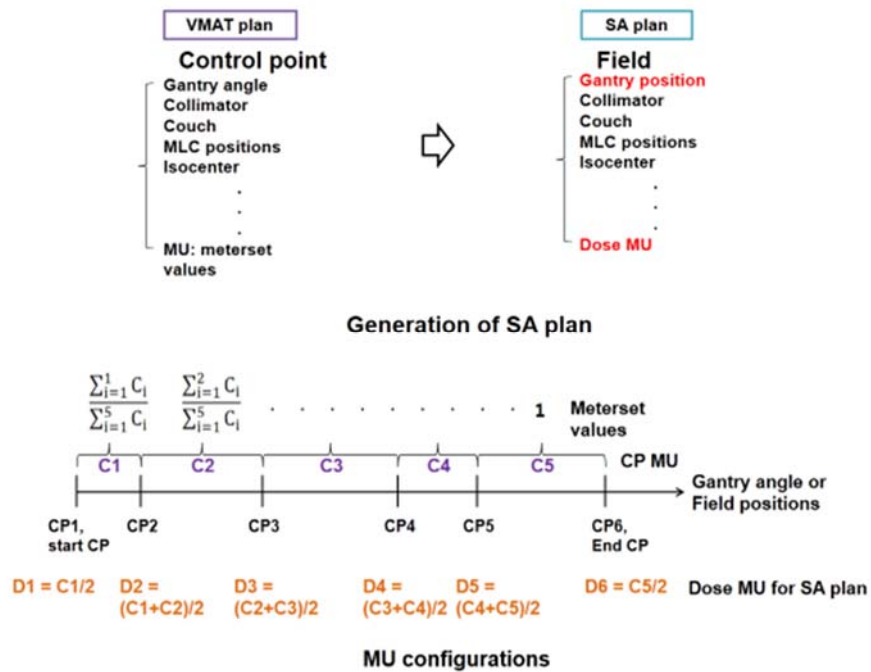 VMAT plan
SA plan
Control point
Field
Gantry angle
Collimator
Couch
MLC positions
Isocenter
.
.
.
MU: meterset
values
Gantry position
Collimator
Couch
MLC positions
Isocenter
.
.
.
Dose MU
Generation of SA plan
∑¹ᵢ₌₁ Cᵢ / ∑⁵ᵢ₌₁ Cᵢ
∑²ᵢ₌₁ Cᵢ / ∑⁵ᵢ₌₁ Cᵢ
. . . . . . . . . 1
Meterset
values
C1 C2 C3 C4 C5 CP MU
Gantry angle or
Field positions
CP1,
start CP
CP2
CP3
CP4
CP5
CP6,
End CP
D1 = C1/2
D2 =
(C1+C2)/2
D3 =
(C2+C3)/2
D4 =
(C3+C4)/2
D5 =
(C4+C5)/2
D6 = C5/2
Dose MU for SA plan
MU configurations